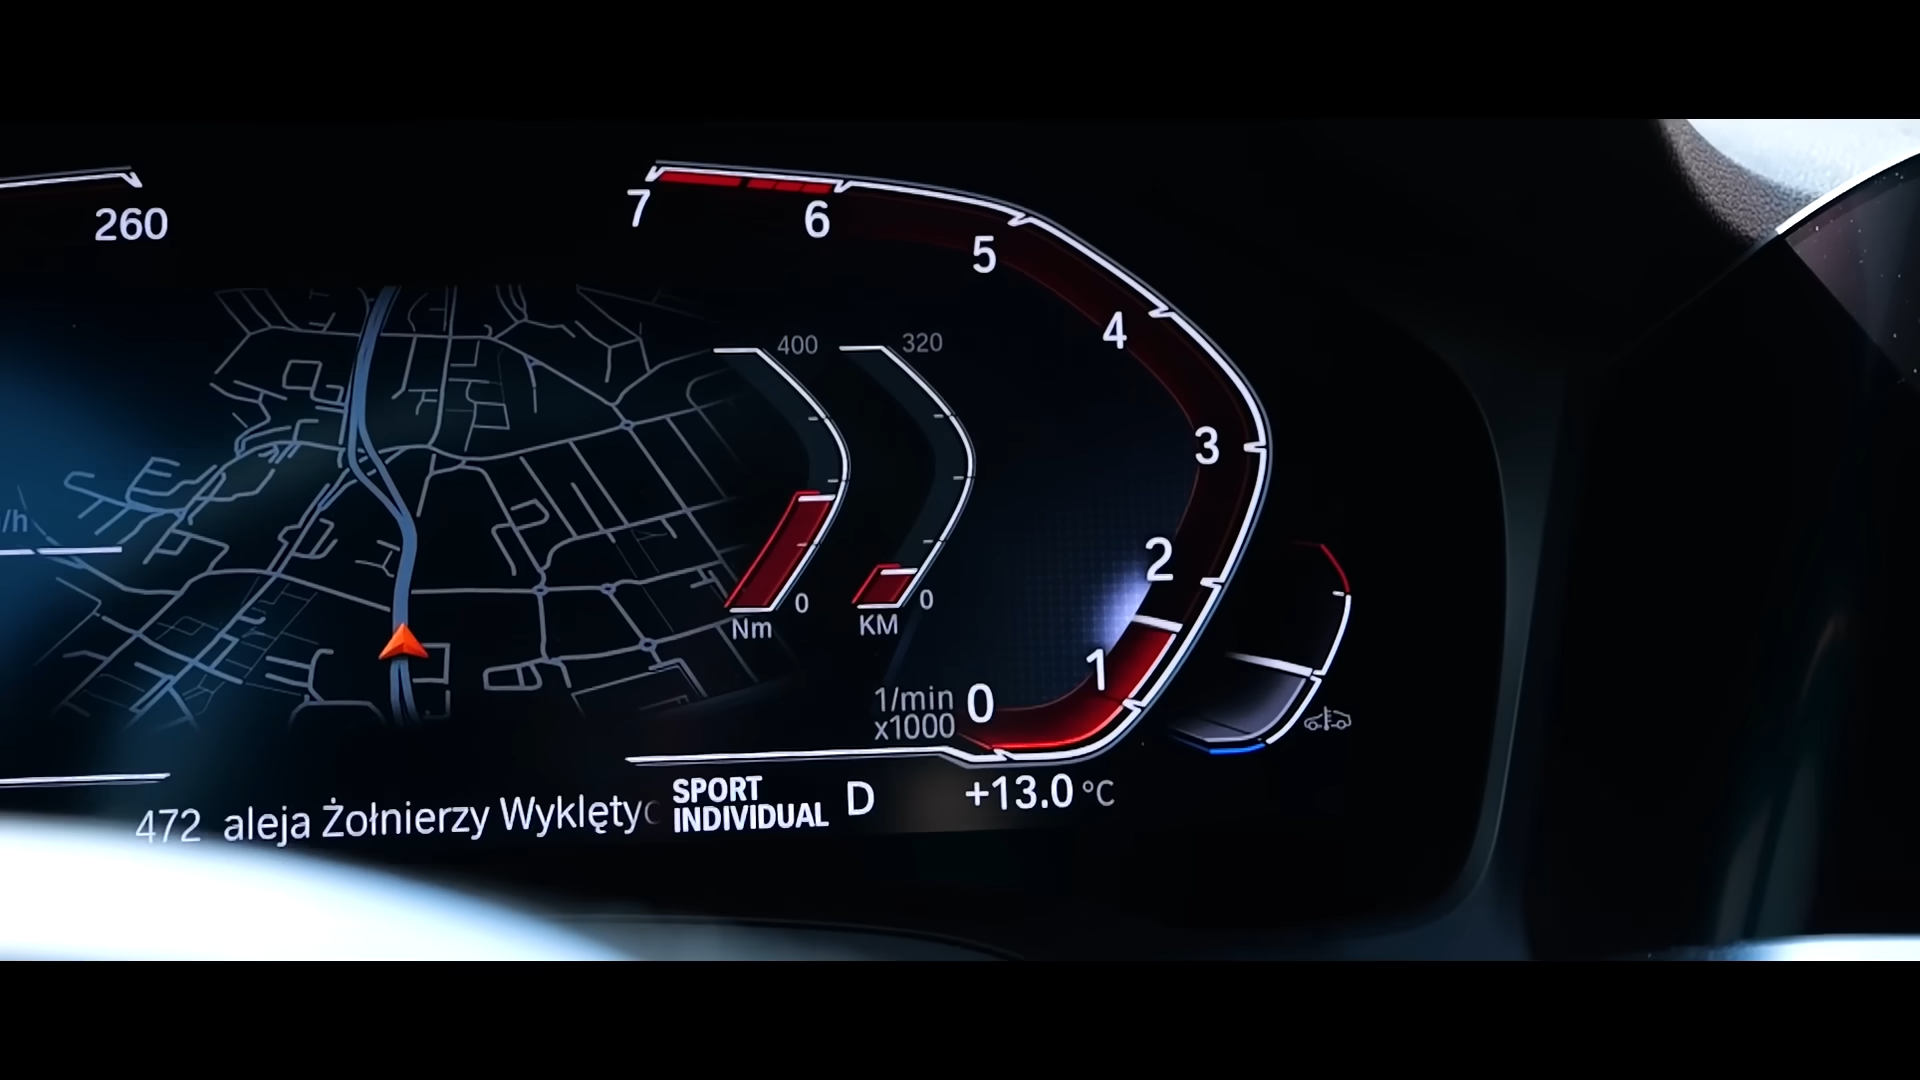 260
7
6
5
4
3
2
1
0
400
320
/h
0
0
Nm
KM
1/min
x1000
472 aleja Żołnierzy Wyklętyc
SPORT
INDIVIDUAL
D
+13.0 °C